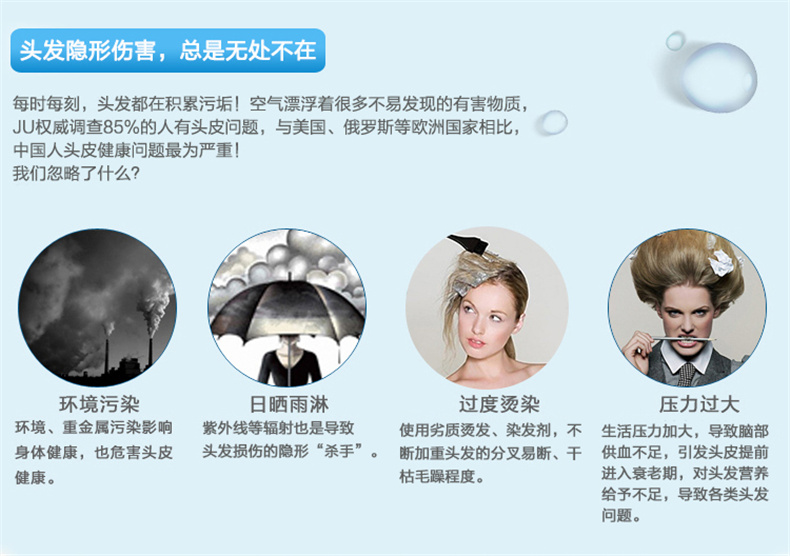 头发隐形伤害，总是无处不在
每时每刻，头发都在积累污垢！空气漂浮着很多不易发现的有害物质，
JU权威调查85%的人有头皮问题，与美国、俄罗斯等欧洲国家相比，
中国人头皮健康问题最为严重！
我们忽略了什么？
环境污染
环境、重金属污染影响
身体健康，也危害头皮
健康。
日晒雨淋
紫外线等辐射也是导致
头发损伤的隐形“杀手”。
过度烫染
使用劣质烫发、染发剂，不
断加重头发的分叉易断、干
枯毛躁程度。
压力过大
生活压力加大，导致脑部
供血不足，引发头皮提前
进入衰老期，对头发营养
给予不足，导致各类头发
问题。